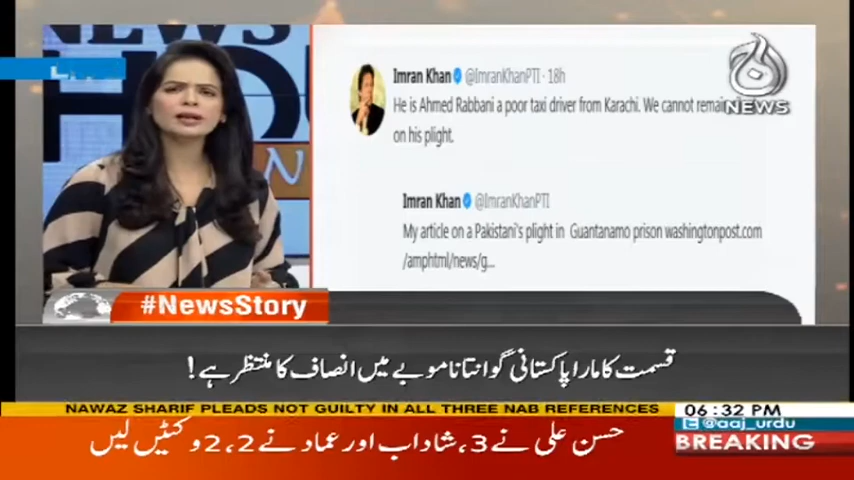 NEWS
Imran Khan @ImranKhanPTI · 18h
He is Ahmed Rabbani a poor taxi driver from Karachi. We cannot remain
on his plight.
Imran Khan @ImranKhanPTI
My article on a Pakistani's plight in Guantanamo prison washingtonpost.com
/amphtml/news/g...
NEWS
#NewsStory
قسمت کا مارا پاکستانی گوانتاناموبے میں انصاف کا منتظر ہے!
NAWAZ SHARIF PLEADS NOT GUILTY IN ALL THREE NAB REFERENCES
06:32 PM
@aaj_urdu
BREAKING
حسن علی نے 3، شاداب اور عماد نے 2،2 وکٹیں لیں